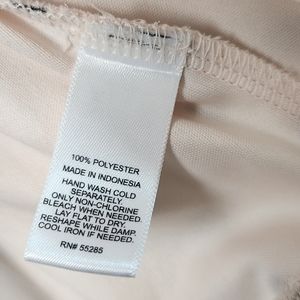 100% POLYESTER
MADE IN INDONESIA
HAND WASH COLD
SEPARATELY.
ONLY NON-CHLORINE
BLEACH WHEN NEEDED.
LAY FLAT TO DRY.
RESHAPE WHILE DAMP.
COOL IRON IF NEEDED.
RN# 55285